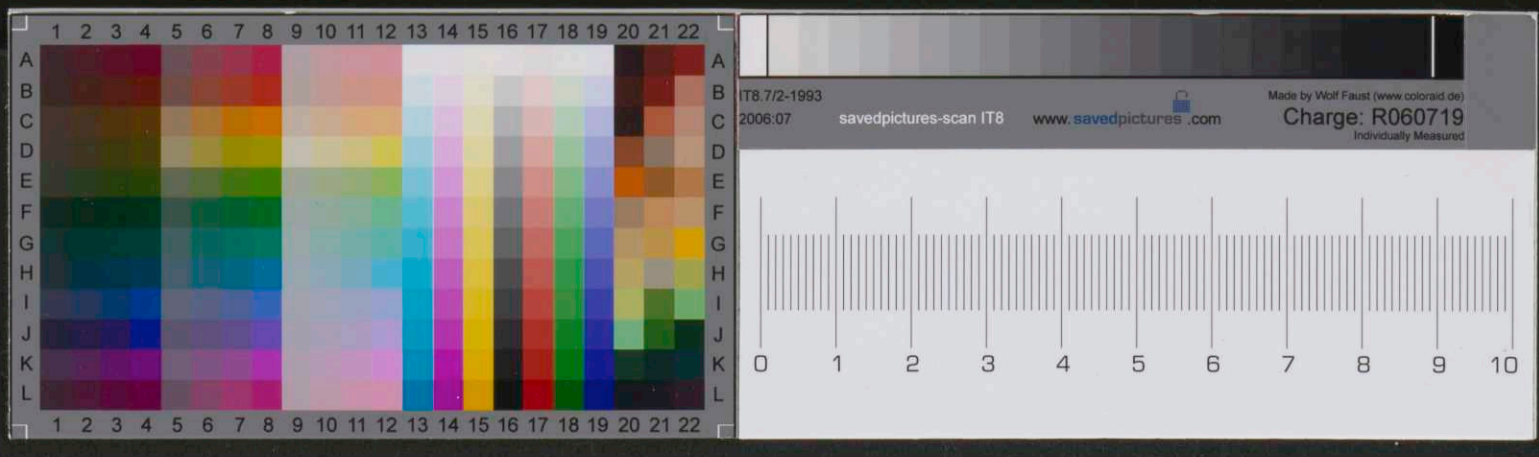 1 2 3 4 5 6 7 8 9 10 11 12 13 14 15 16 17 18 19 20 21 22
A A
B B
C C
D D
E E
F F
G G
H H
I I
J J
K K
L L
1 2 3 4 5 6 7 8 9 10 11 12 13 14 15 16 17 18 19 20 21 22
IT8.7/2-1993
2006:07
savedpictures-scan IT8
www.savedpictures.com
Made by Wolf Faust (www.coloraid.de)
Charge: R060719
Individually Measured
0 1 2 3 4 5 6 7 8 9 10